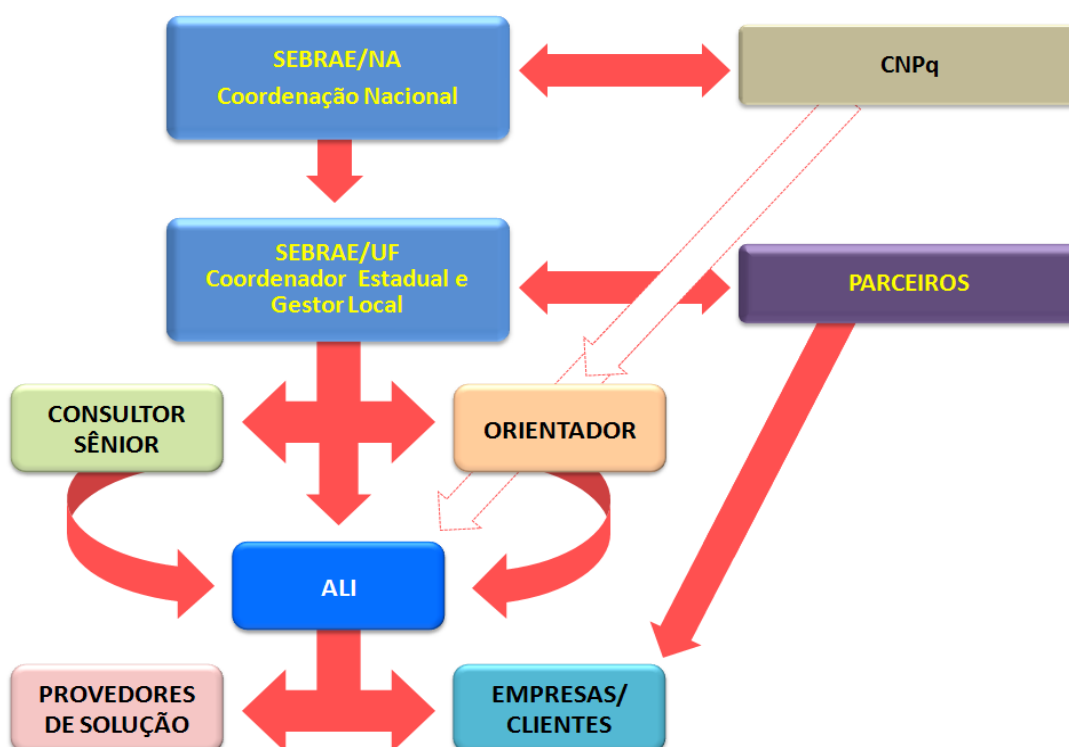 SEBRAE/NA
Coordenação Nacional
CNPq
SEBRAE/UF
Coordenador Estadual e
Gestor Local
PARCEIROS
CONSULTOR
SÊNIOR
ORIENTADOR
ALI
PROVEDORES
DE SOLUÇÃO
EMPRESAS/
CLIENTES